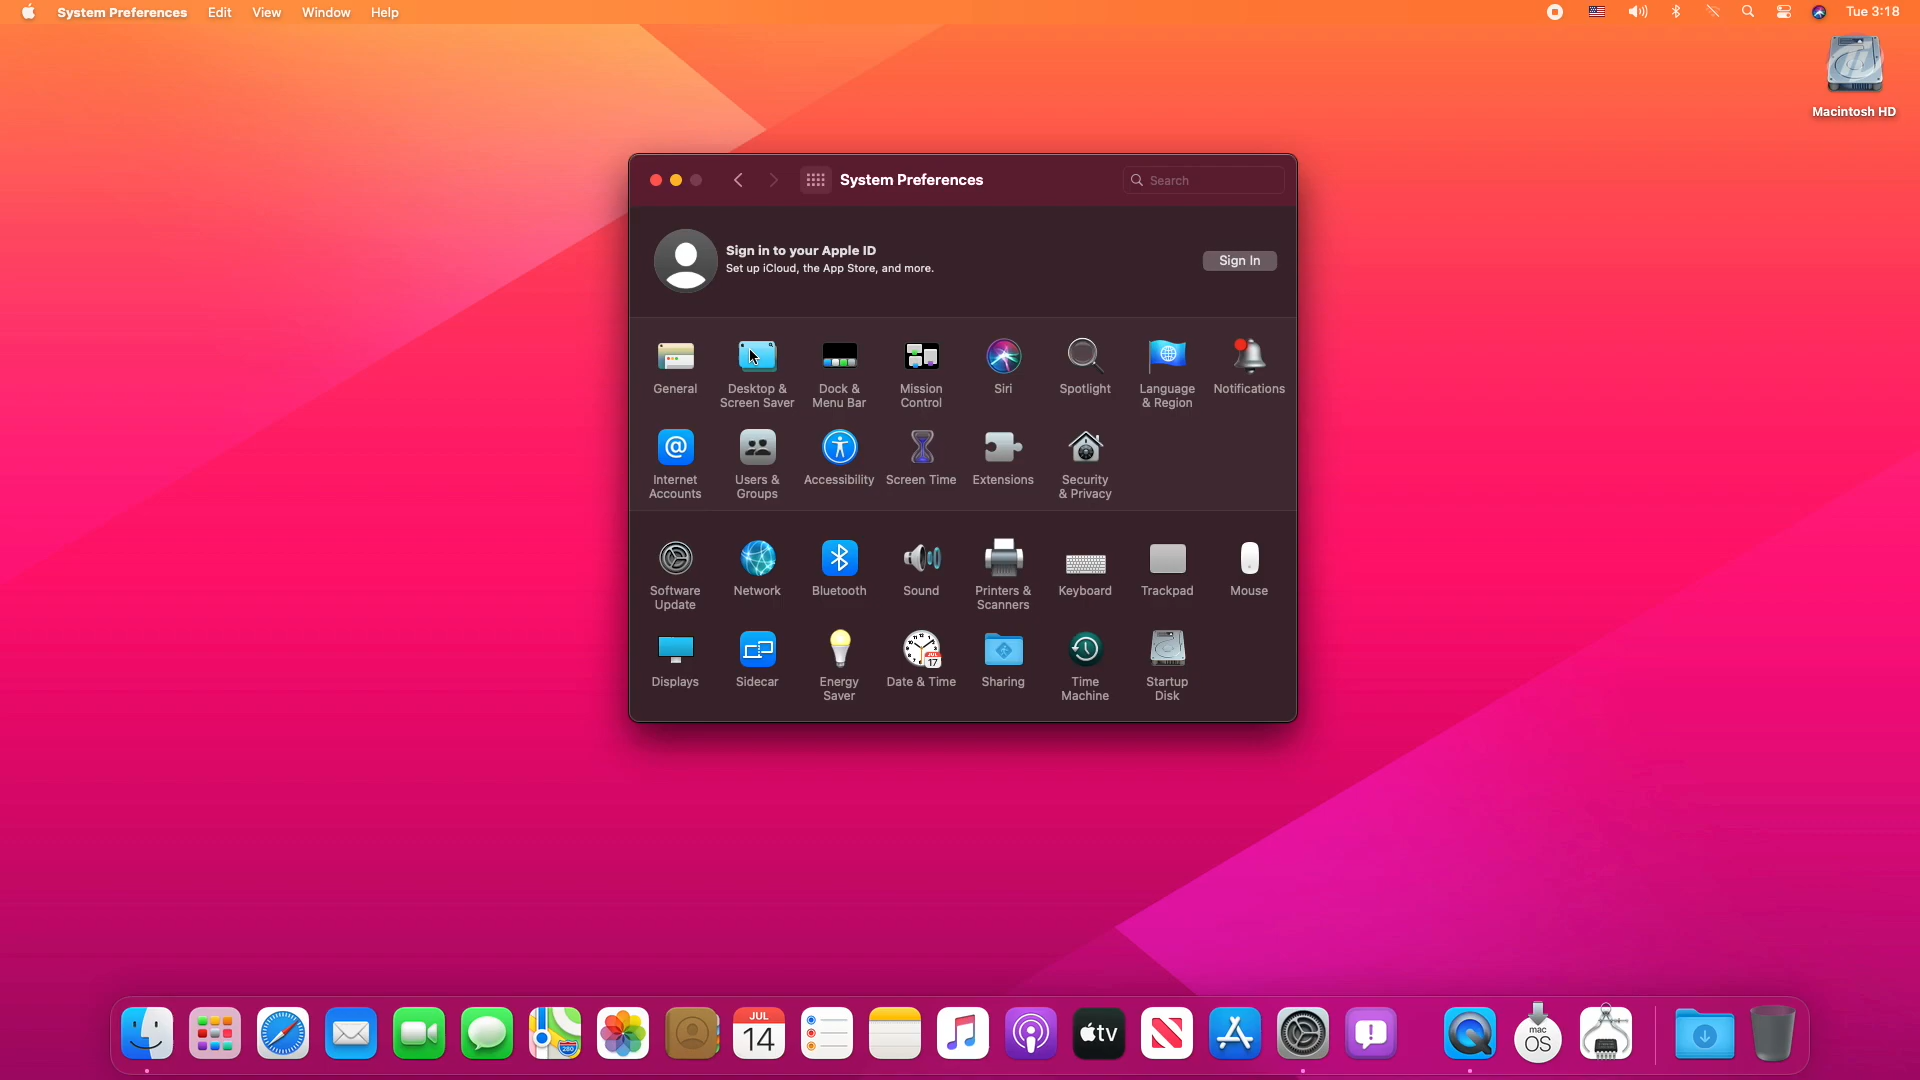 System Preferences Edit View Window Help Tue 3:18
Macintosh HD
System Preferences
Search
Sign in to your Apple ID
Set up iCloud, the App Store, and more.
Sign In
General
Desktop &
Screen Saver
Dock &
Menu Bar
Mission
Control
Siri
Spotlight
Language
& Region
Notifications
Internet
Accounts
Users &
Groups
Accessibility
Screen Time
Extensions
Security
& Privacy
Software
Update
Network
Bluetooth
Sound
Printers &
Scanners
Keyboard
Trackpad
Mouse
Displays
Sidecar
Energy
Saver
JUL
17
Date & Time
Sharing
Time
Machine
Startup
Disk
280
JUL
14
tv
mac
OS